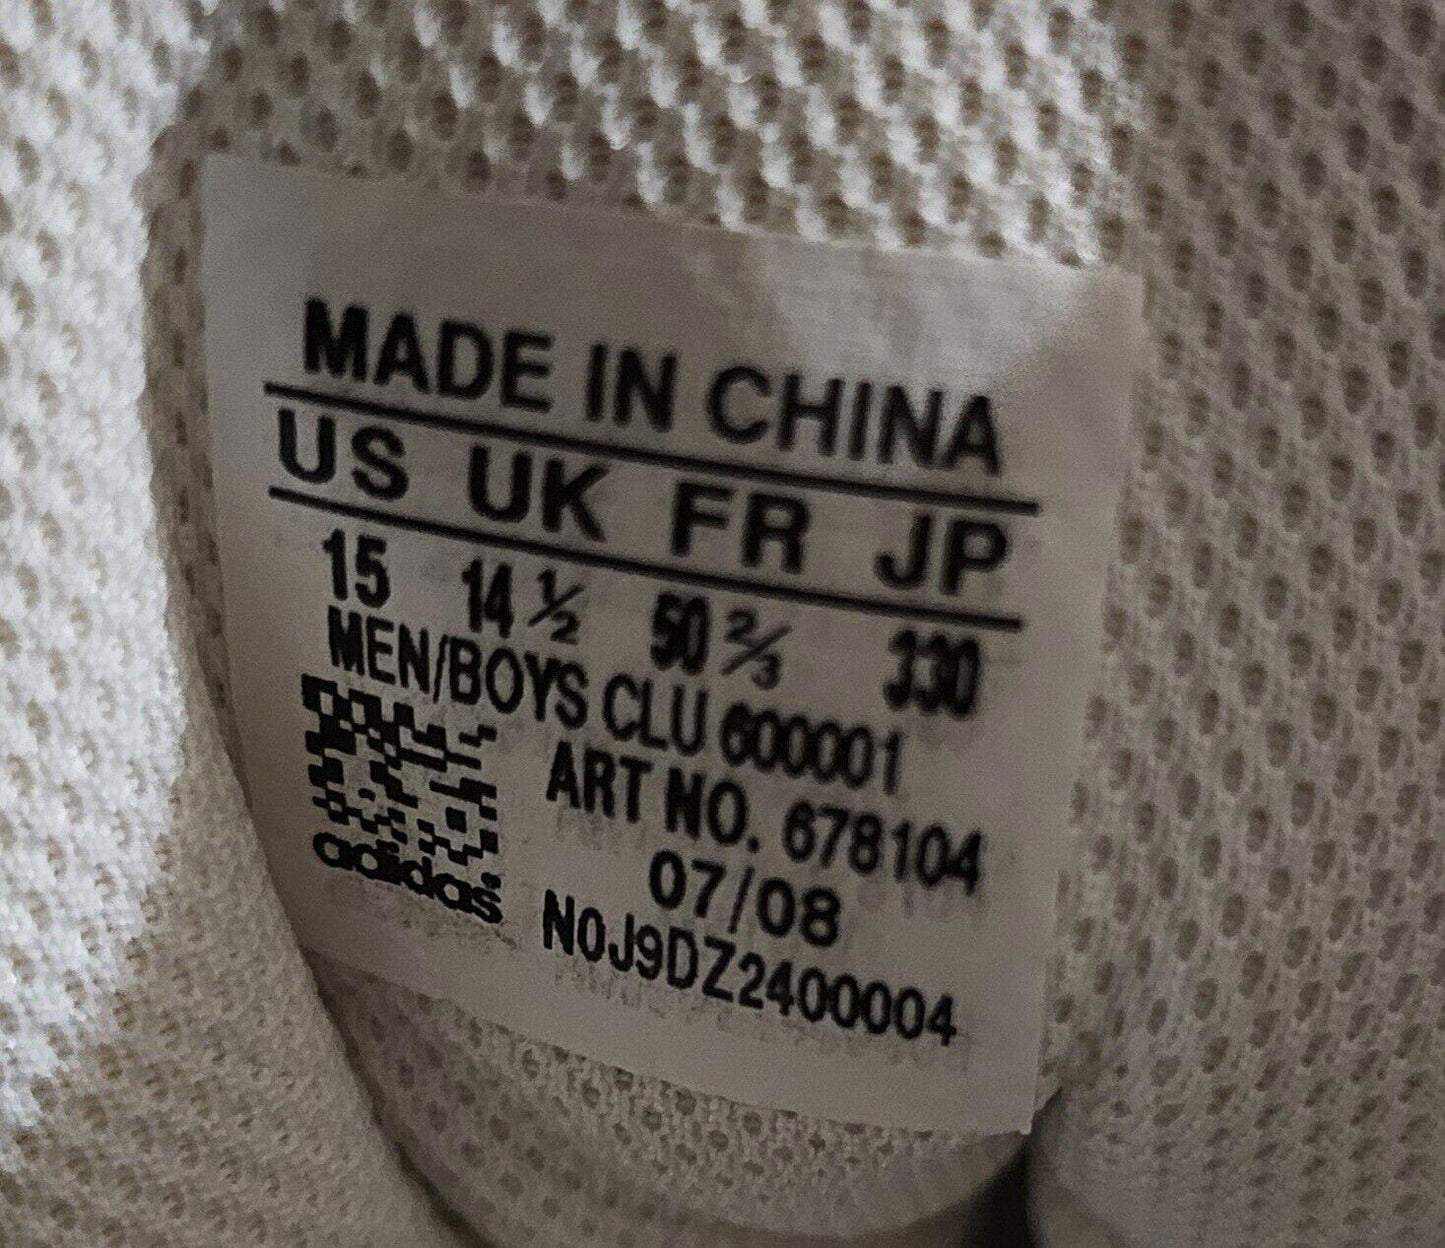 MADE IN CHINA
US UK FR JP
15 14 ½ 50 ⅔ 330
MEN/BOYS CLU 600001
ART NO. 678104
07/08
adidas
N0J9DZ2400004